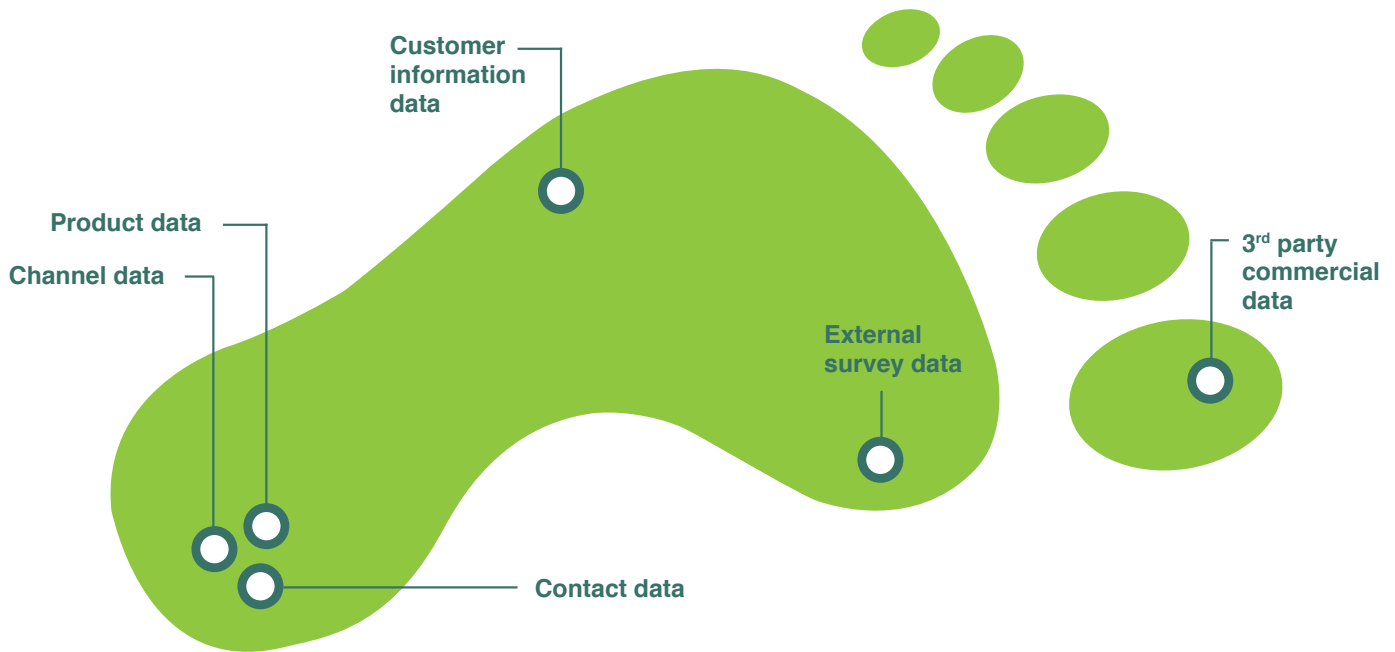 Customer
information
data
Product data
Channel data
3rd party
commercial
data
External
survey data
Contact data